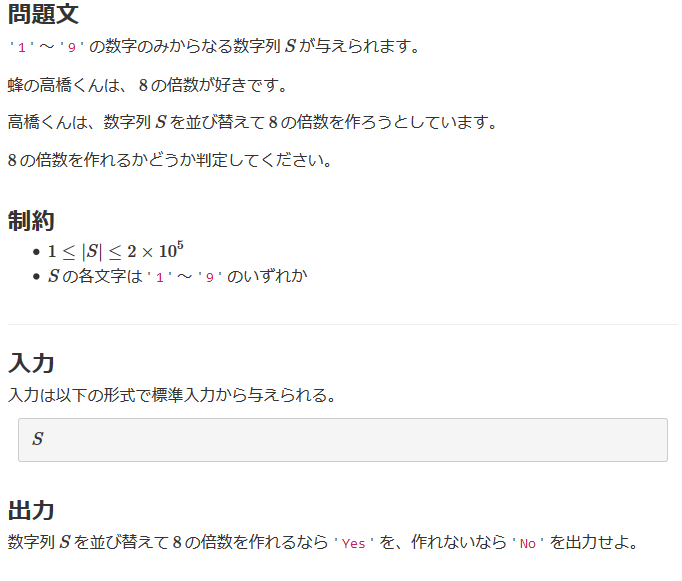 問題文
'1' ～ '9' の数字のみからなる数字列 S が与えられます。
蜂の高橋くんは、 8 の倍数が好きです。
高橋くんは、数字列 S を並び替えて 8 の倍数を作ろうとしています。
8 の倍数を作れるかどうか判定してください。
制約
• 1 ≤ |S| ≤ 2 × 10⁵
• S の各文字は '1' ～ '9' のいずれか
入力
入力は以下の形式で標準入力から与えられる。
S
出力
数字列 S を並び替えて 8 の倍数を作れるなら 'Yes' を、作れないなら 'No' を出力せよ。